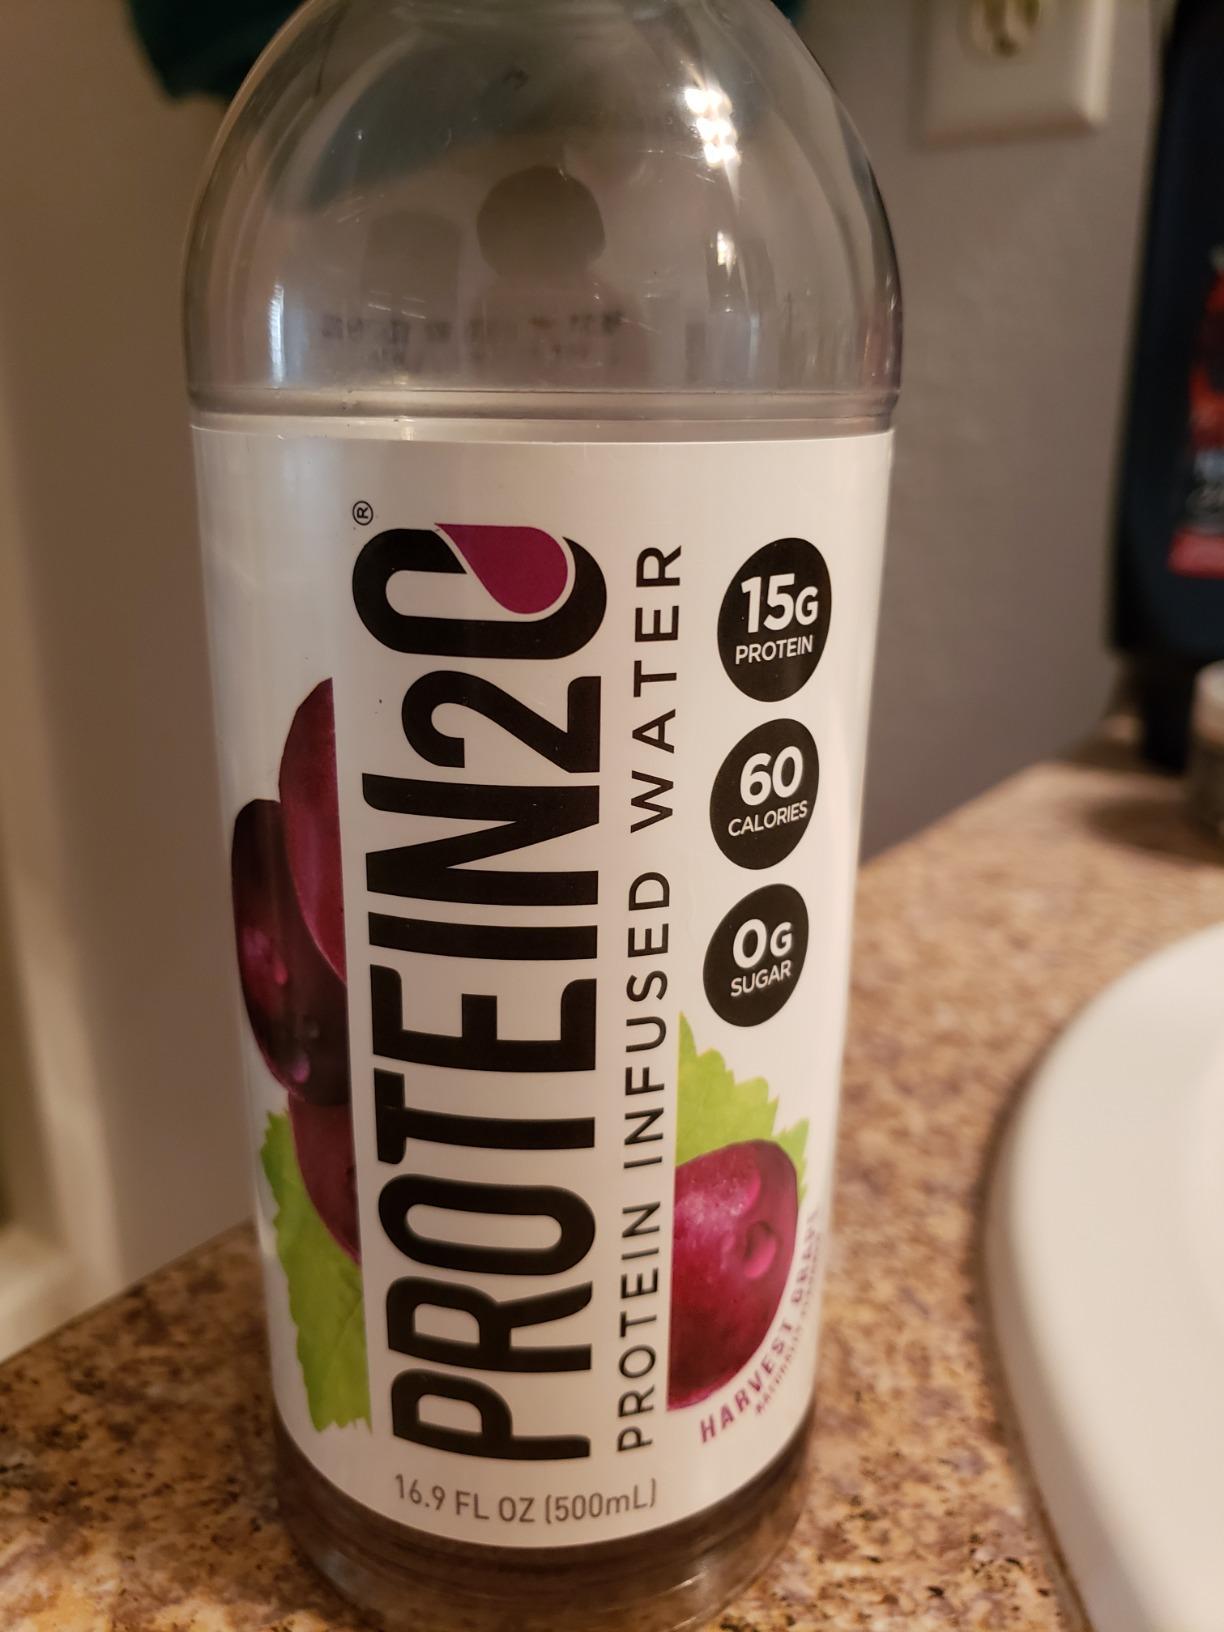 PROTEIN2O®
PROTEIN INFUSED WATER
15G
PROTEIN
60
CALORIES
0G
SUGAR
HARVEST GRAPE
16.9 FL OZ (500mL)